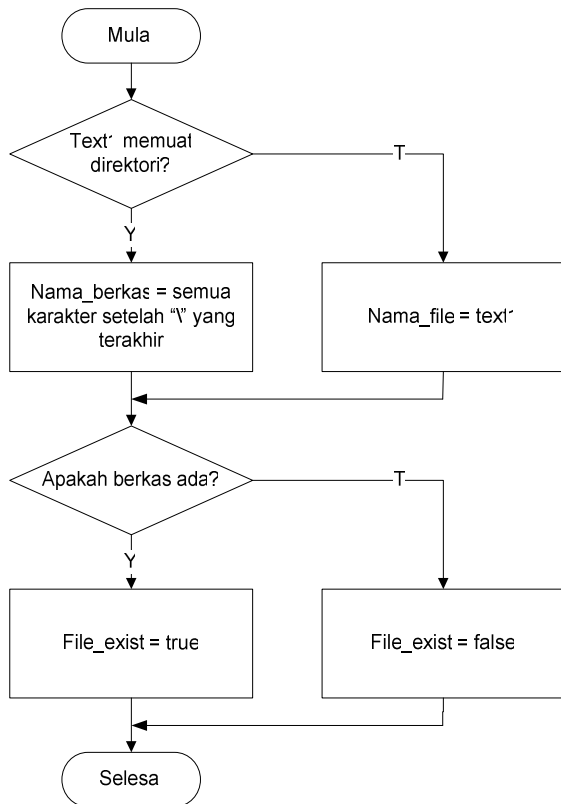 Mula
Text1 memuat
direktori?
T
Y
Nama_berkas = semua
karakter setelah “\” yang
terakhir
Nama_file = text1
Apakah berkas ada?
T
Y
File_exist = true
File_exist = false
Selesa